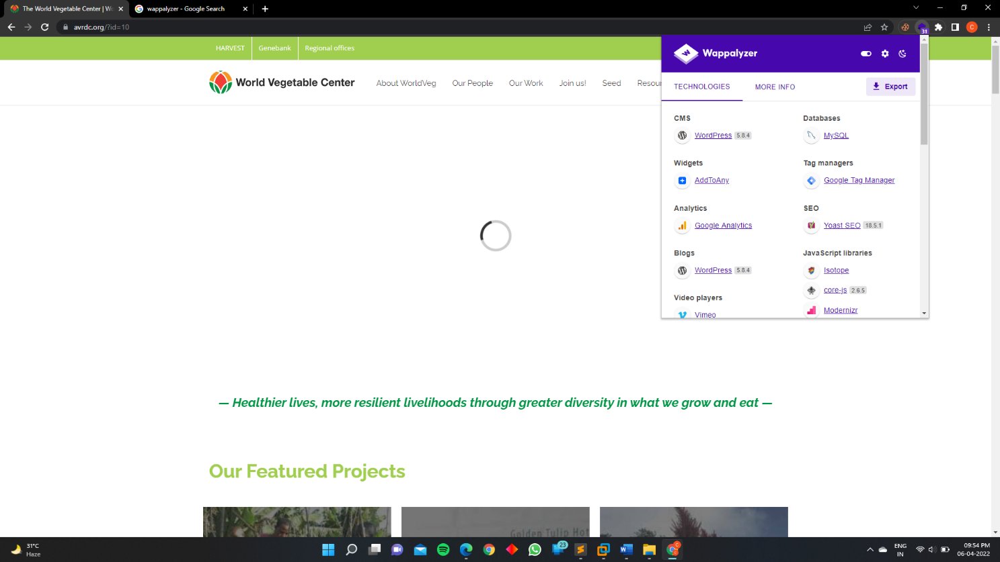 The World Vegetable Center | Wo
wappalyzer - Google Search
avrdc.org/?id=10
31
C
HARVEST
Genebank
Regional offices
World Vegetable Center
About WorldVeg
Our People
Our Work
Join us!
Seed
Resour
Wappalyzer
TECHNOLOGIES
MORE INFO
Export
CMS
WordPress 5.8.4
Widgets
AddToAny
Analytics
Google Analytics
Blogs
WordPress 5.8.4
Video players
Vimeo
Databases
MySQL
Tag managers
Google Tag Manager
SEO
Yoast SEO 18.5.1
JavaScript libraries
Isotope
core-js 2.6.5
Modernizr
— Healthier lives, more resilient livelihoods through greater diversity in what we grow and eat —
Our Featured Projects
Golden Tulip Hot
31°C
Haze
23
ENG
IN
09:54 PM
06-04-2022